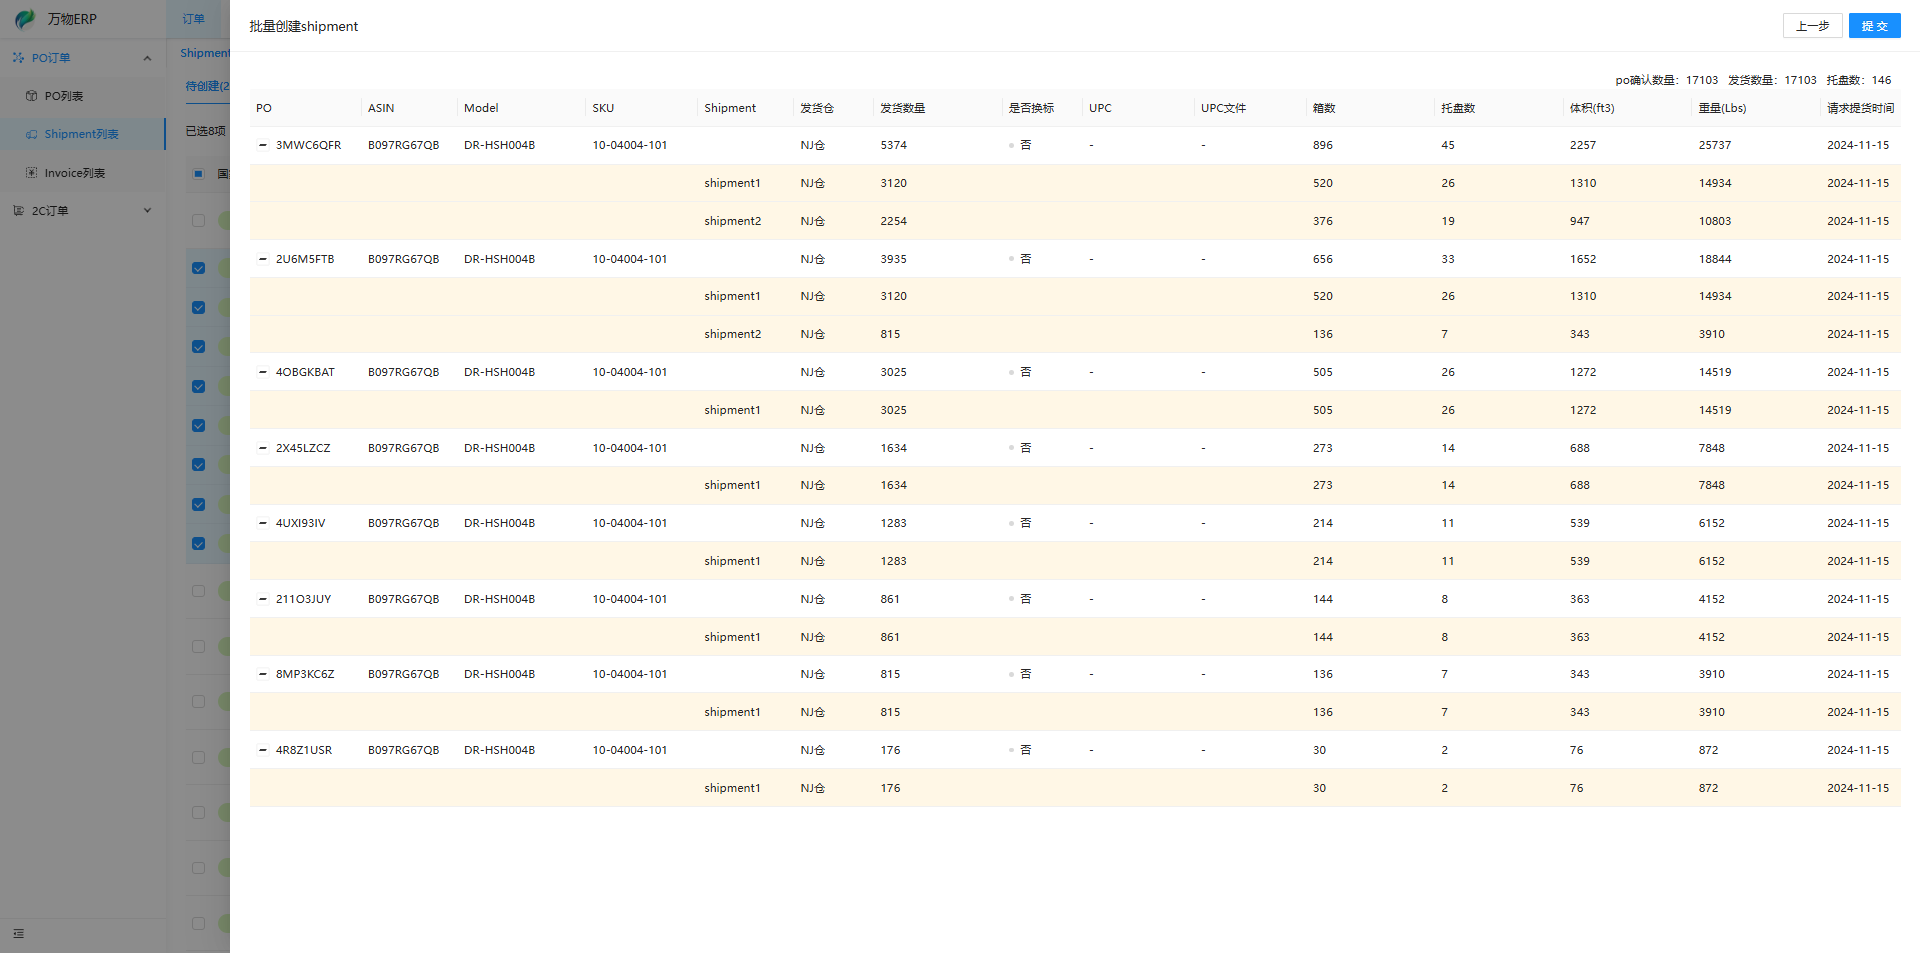 万物ERP
订单
PO订单
PO列表
Shipment列表
Invoice列表
2C订单
Shipment
待创建(2
已选8项
批量创建shipment
上一步
提 交
po确认数量：17103 发货数量：17103 托盘数：146
PO ASIN Model SKU Shipment 发货仓 发货数量 是否换标 UPC UPC文件 箱数 托盘数 体积(ft3) 重量(Lbs) 请求提货时间
3MWC6QFR B097RG67QB DR-HSH004B 10-04004-101 NJ仓 5374 否 - - 896 45 2257 25737 2024-11-15
shipment1 NJ仓 3120 520 26 1310 14934 2024-11-15
shipment2 NJ仓 2254 376 19 947 10803 2024-11-15
2U6M5FTB B097RG67QB DR-HSH004B 10-04004-101 NJ仓 3935 否 - - 656 33 1652 18844 2024-11-15
shipment1 NJ仓 3120 520 26 1310 14934 2024-11-15
shipment2 NJ仓 815 136 7 343 3910 2024-11-15
4OBGKBAT B097RG67QB DR-HSH004B 10-04004-101 NJ仓 3025 否 - - 505 26 1272 14519 2024-11-15
shipment1 NJ仓 3025 505 26 1272 14519 2024-11-15
2X45LZCZ B097RG67QB DR-HSH004B 10-04004-101 NJ仓 1634 否 - - 273 14 688 7848 2024-11-15
shipment1 NJ仓 1634 273 14 688 7848 2024-11-15
4UXI93IV B097RG67QB DR-HSH004B 10-04004-101 NJ仓 1283 否 - - 214 11 539 6152 2024-11-15
shipment1 NJ仓 1283 214 11 539 6152 2024-11-15
211O3JUY B097RG67QB DR-HSH004B 10-04004-101 NJ仓 861 否 - - 144 8 363 4152 2024-11-15
shipment1 NJ仓 861 144 8 363 4152 2024-11-15
8MP3KC6Z B097RG67QB DR-HSH004B 10-04004-101 NJ仓 815 否 - - 136 7 343 3910 2024-11-15
shipment1 NJ仓 815 136 7 343 3910 2024-11-15
4R8Z1USR B097RG67QB DR-HSH004B 10-04004-101 NJ仓 176 否 - - 30 2 76 872 2024-11-15
shipment1 NJ仓 176 30 2 76 872 2024-11-15